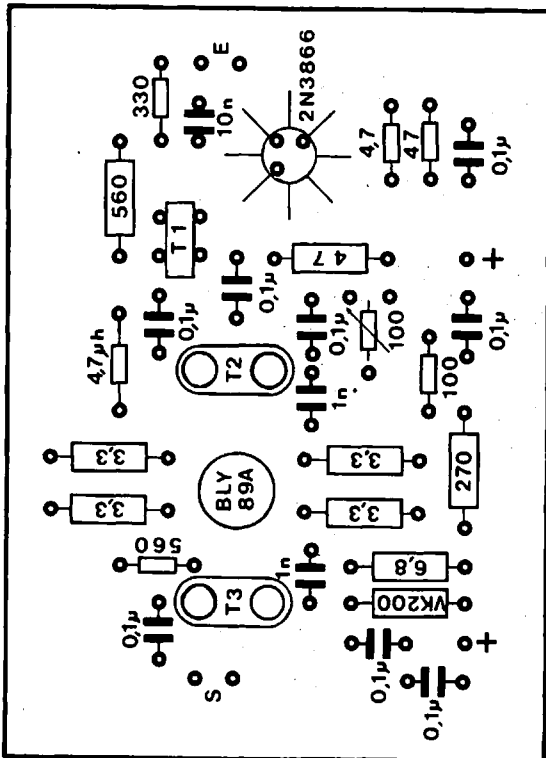 E
330
10n
2N3866
560
T1
4,7
47
0,1µ
0,1µ
47
+
4,7µh
0,1µ
T2
0,1µ
1n.
100
0,1µ
100
3,3
3,3
BLY
89A
3,3
3,3
270
560
1n
6,8
VK200
0,1µ
T3
S
0,1µ
0,1µ
+